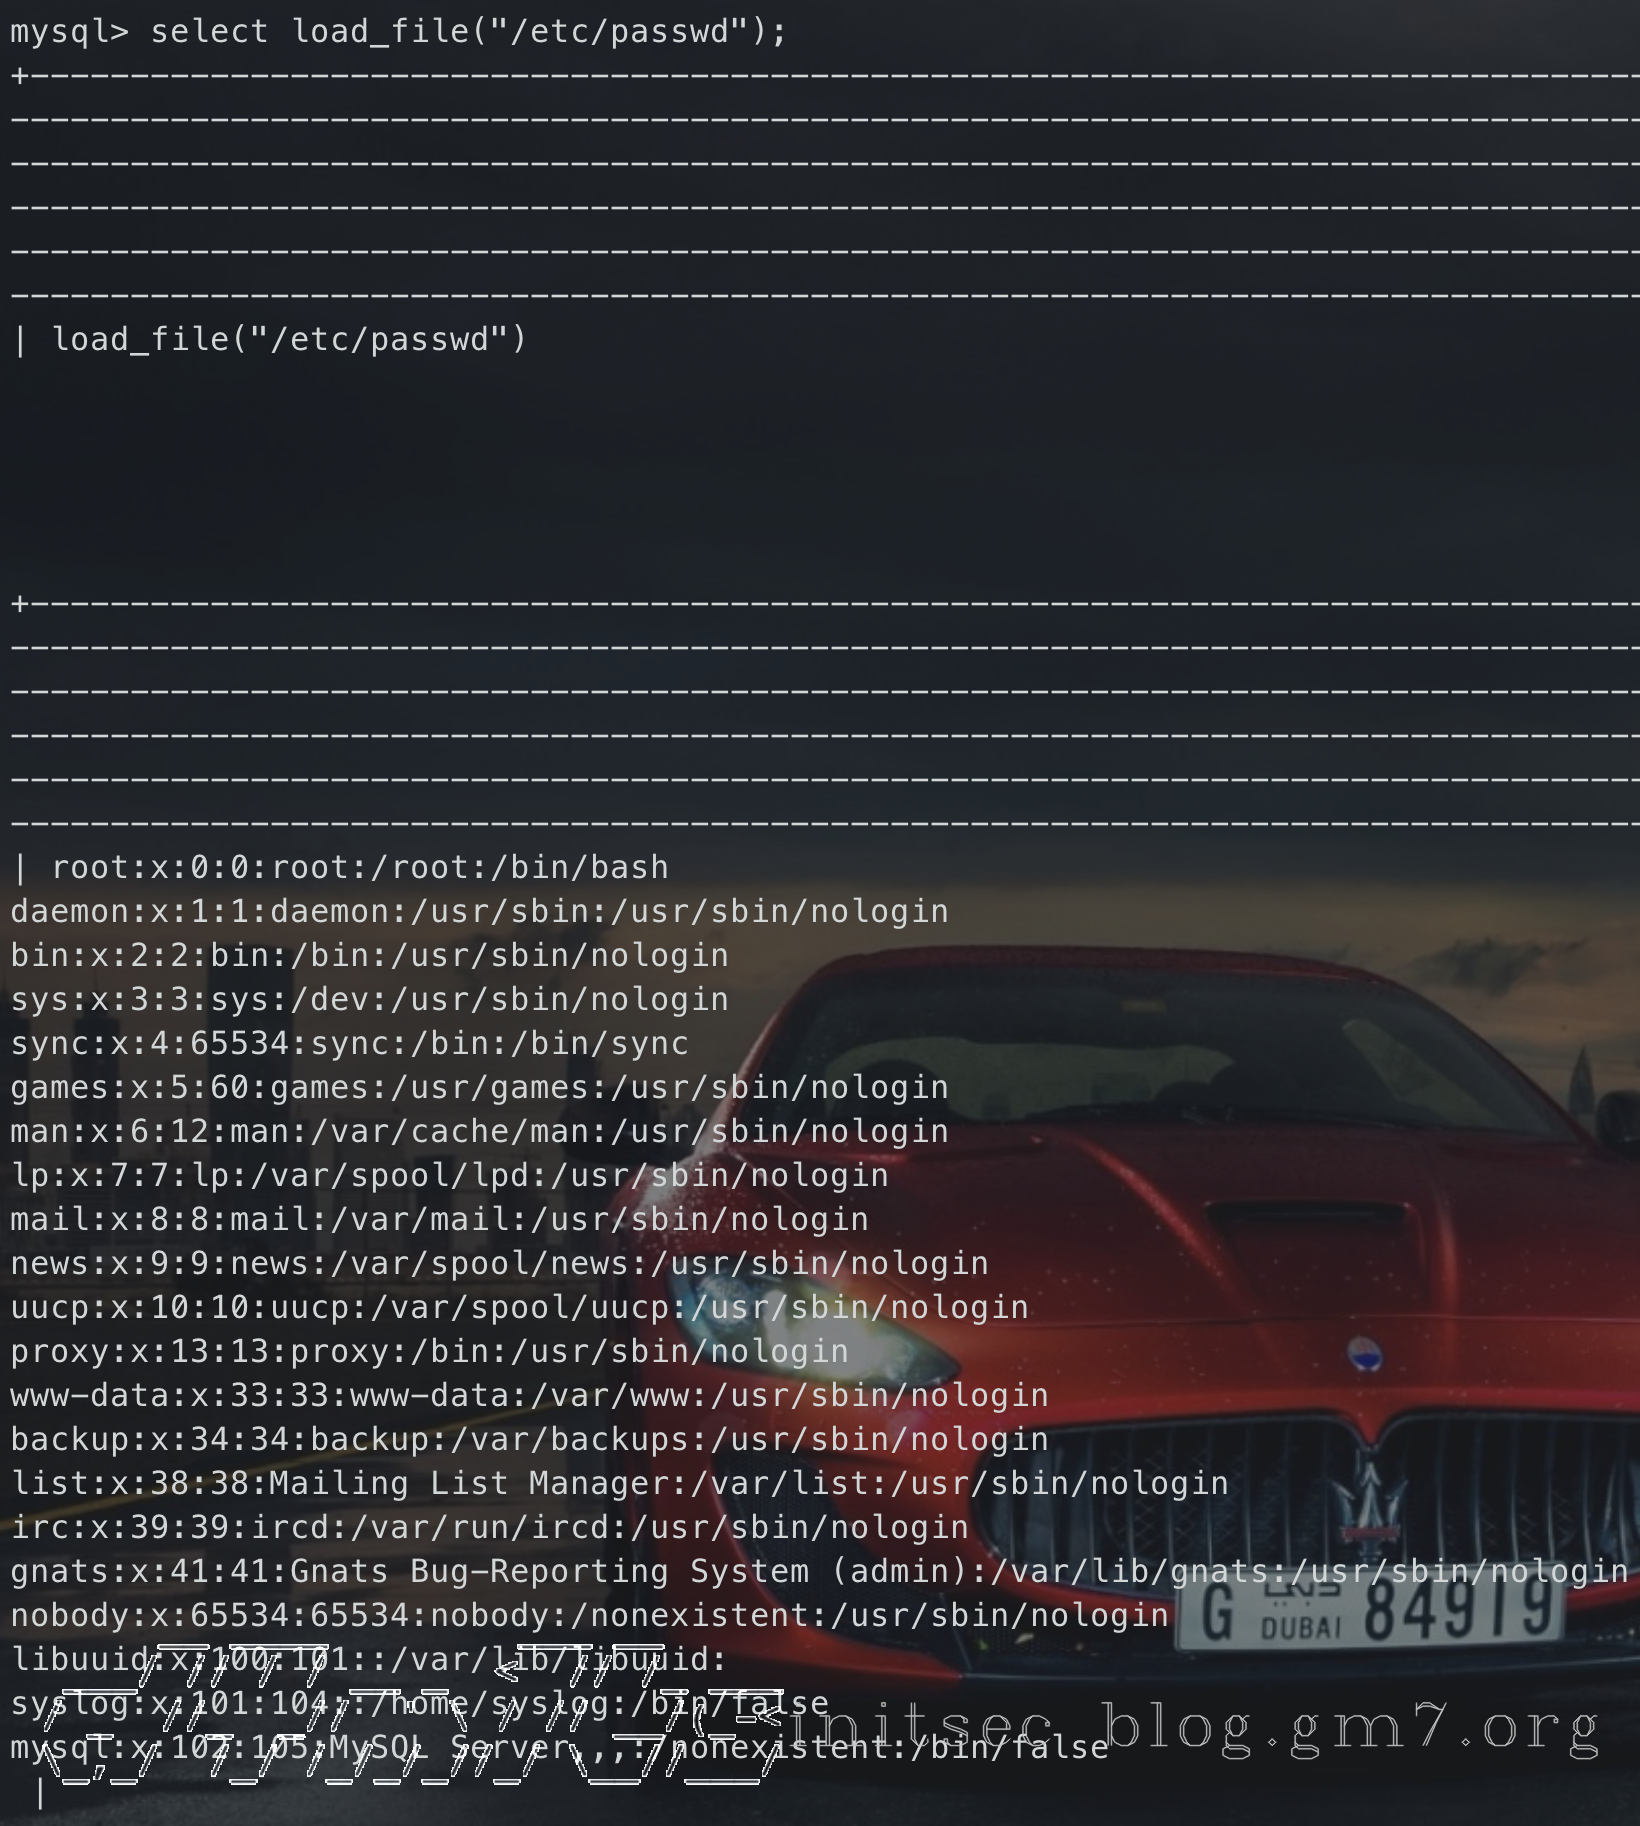 mysql> select load_file("/etc/passwd");
| load_file("/etc/passwd")
| root:x:0:0:root:/root:/bin/bash
daemon:x:1:1:daemon:/usr/sbin:/usr/sbin/nologin
bin:x:2:2:bin:/bin:/usr/sbin/nologin
sys:x:3:3:sys:/dev:/usr/sbin/nologin
sync:x:4:65534:sync:/bin:/bin/sync
games:x:5:60:games:/usr/games:/usr/sbin/nologin
man:x:6:12:man:/var/cache/man:/usr/sbin/nologin
lp:x:7:7:lp:/var/spool/lpd:/usr/sbin/nologin
mail:x:8:8:mail:/var/mail:/usr/sbin/nologin
news:x:9:9:news:/var/spool/news:/usr/sbin/nologin
uucp:x:10:10:uucp:/var/spool/uucp:/usr/sbin/nologin
proxy:x:13:13:proxy:/bin:/usr/sbin/nologin
www-data:x:33:33:www-data:/var/www:/usr/sbin/nologin
backup:x:34:34:backup:/var/backups:/usr/sbin/nologin
list:x:38:38:Mailing List Manager:/var/list:/usr/sbin/nologin
irc:x:39:39:ircd:/var/run/ircd:/usr/sbin/nologin
gnats:x:41:41:Gnats Bug-Reporting System (admin):/var/lib/gnats:/usr/sbin/nologin
nobody:x:65534:65534:nobody:/nonexistent:/usr/sbin/nologin
G DUBAI 84919
libuuid:x:100:101::/var/lib/libuuid:
syslog:x:101:104::/home/syslog:/bin/false
initsec blog.gm7.org
mysql:x:102:105:MySQL Server,,,:/nonexistent:/bin/false
|